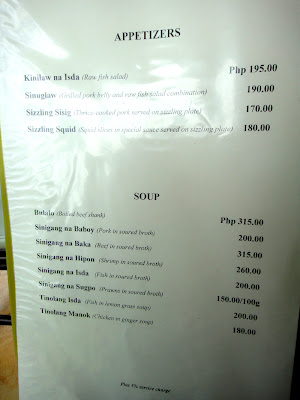 APPETIZERS
Kinilaw na Isda (Raw fish salad) Php 195.00
Sinuglaw (Grilled pork belly and raw fish salad combination) 190.00
Sizzling Sisig (Thrice cooked pork served on sizzling plate) 170.00
Sizzling Squid (Squid slices in special sauce served on sizzling plate) 180.00
SOUP
Bulalo (Boiled beef shank) Php 315.00
Sinigang na Baboy (Pork in soured broth) 200.00
Sinigang na Baka (Beef in soured broth) 315.00
Sinigang na Hipon (Shrimp in soured broth) 260.00
Sinigang na Isda (Fish in soured broth) 200.00
Sinigang na Sugpo (Prawns in soured broth) 150.00/100g
Tinolang Isda (Fish in lemon grass soup) 200.00
Tinolang Manok (Chicken in ginger soup) 180.00
Plus 5% service charge